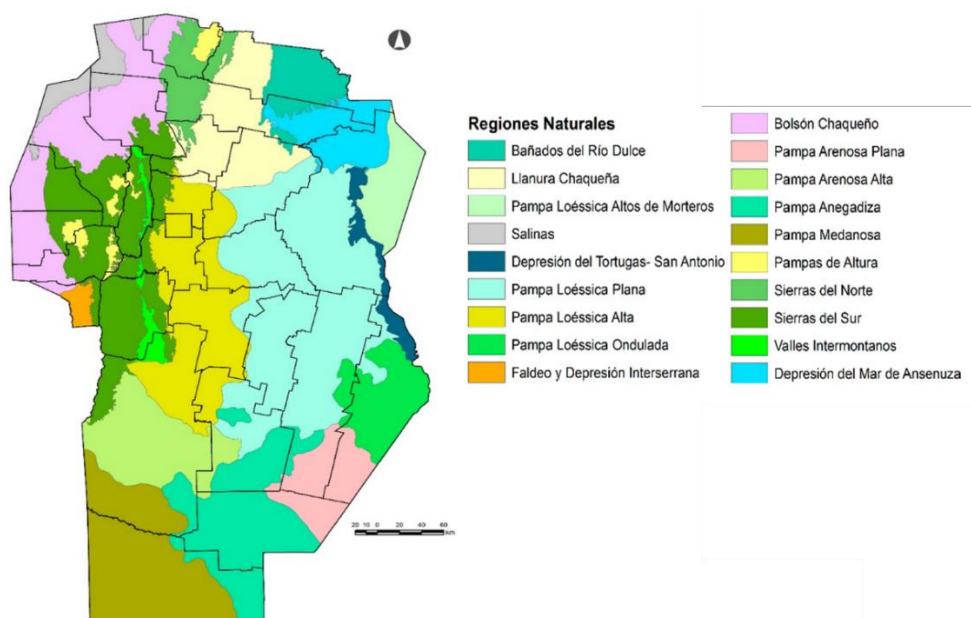 Regiones Naturales
Bañados del Río Dulce
Llanura Chaqueña
Pampa Loéssica Altos de Morteros
Salinas
Depresión del Tortugas- San Antonio
Pampa Loéssica Plana
Pampa Loéssica Alta
Pampa Loéssica Ondulada
Faldeo y Depresión Interserrana
Bolsón Chaqueño
Pampa Arenosa Plana
Pampa Arenosa Alta
Pampa Anegadiza
Pampa Medanosa
Pampas de Altura
Sierras del Norte
Sierras del Sur
Valles Intermontanos
Depresión del Mar de Ansenuza
20 10 0 20 40 60
km